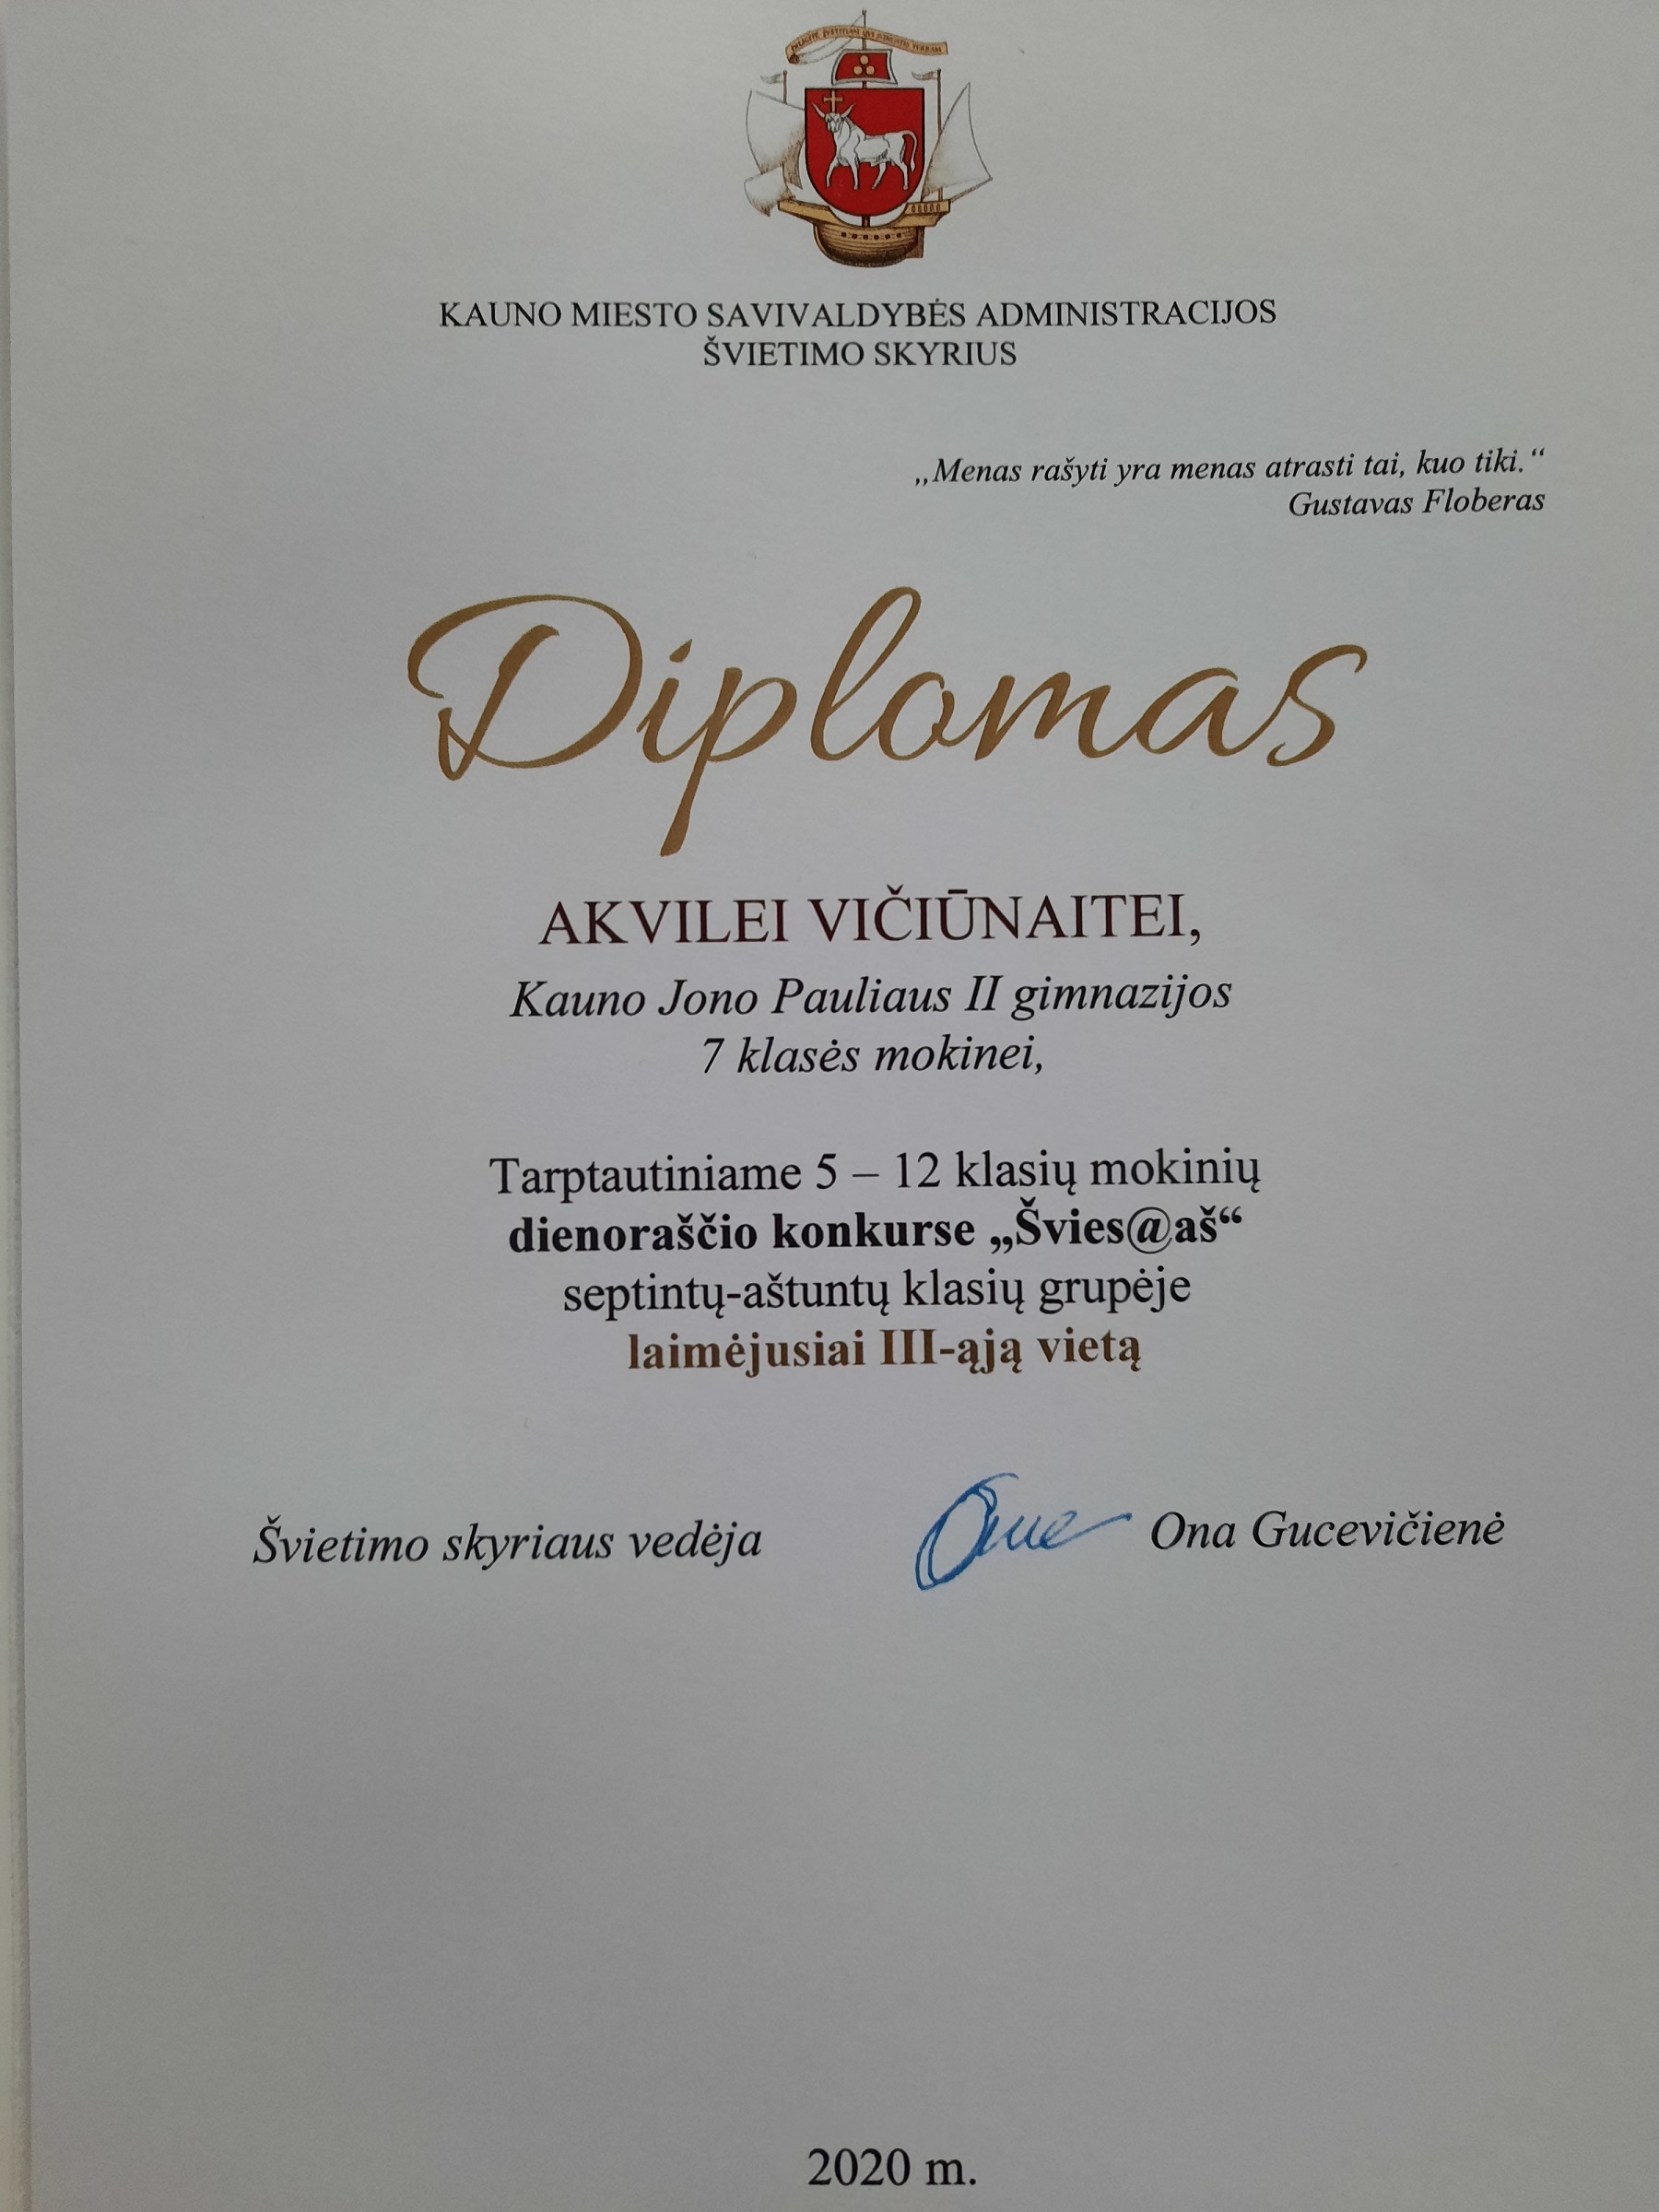 KAUNO MIESTO SAVIVALDYBĖS ADMINISTRACIJOS
ŠVIETIMO SKYRIUS
„Menas rašyti yra menas atrasti tai, kuo tiki.“
Gustavas Floberas
Diplomas
AKVILEI VIČIŪNAITEI,
Kauno Jono Pauliaus II gimnazijos
7 klasės mokinei,
Tarptautiniame 5 – 12 klasių mokinių
dienoraščio konkurse „Švies@aš“
septintų-aštuntų klasių grupėje
laimėjusiai III-ąją vietą
Švietimo skyriaus vedėja Ona Gucevičienė
2020 m.